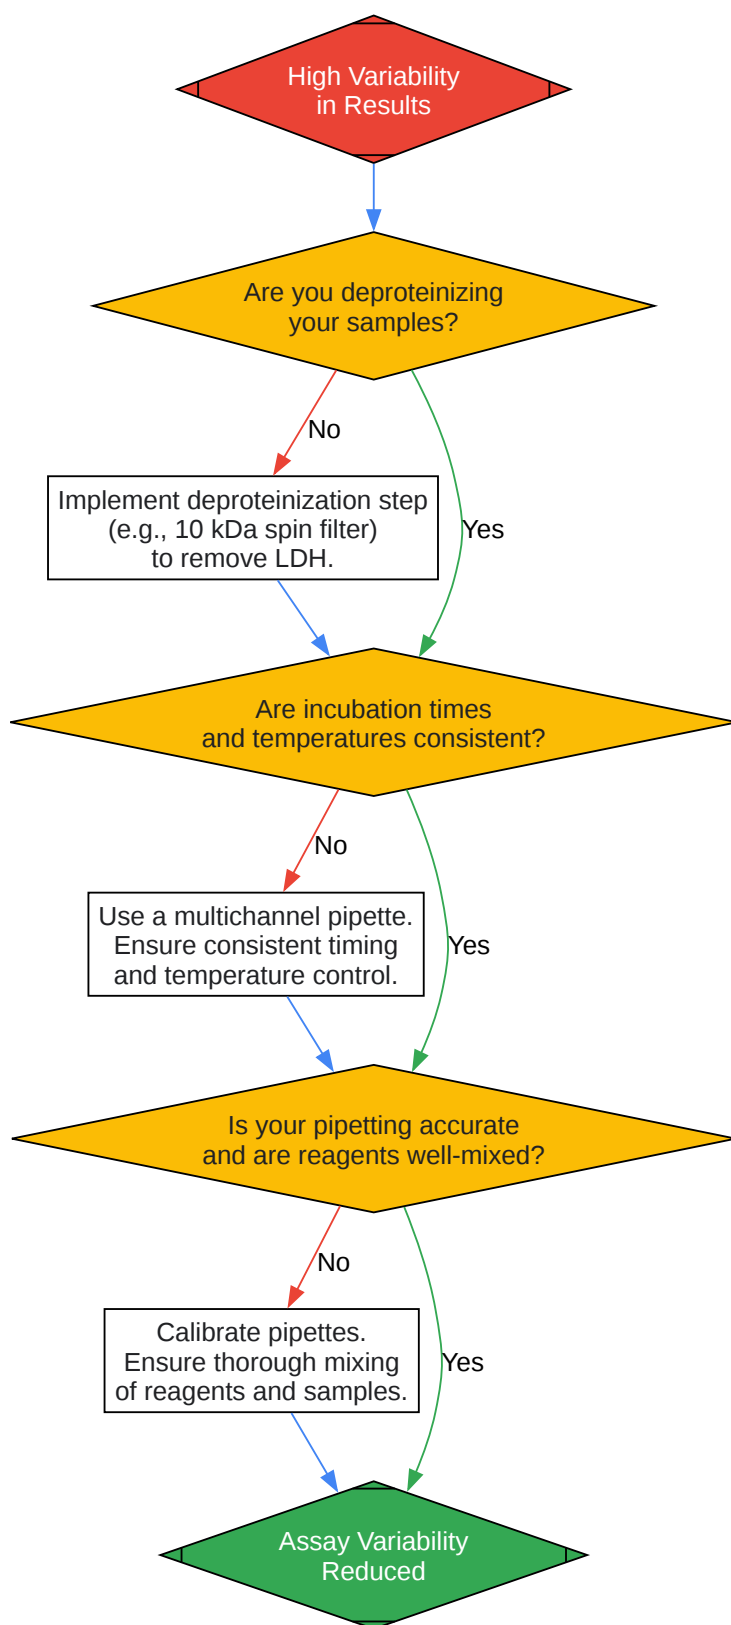 High Variability
in Results
Are you deproteinizing
your samples?
No
Implement deproteinization step
(e.g., 10 kDa spin filter)
to remove LDH.
Yes
Are incubation times
and temperatures consistent?
No
Use a multichannel pipette.
Ensure consistent timing
and temperature control.
Yes
Is your pipetting accurate
and are reagents well-mixed?
No
Calibrate pipettes.
Ensure thorough mixing
of reagents and samples.
Yes
Assay Variability
Reduced